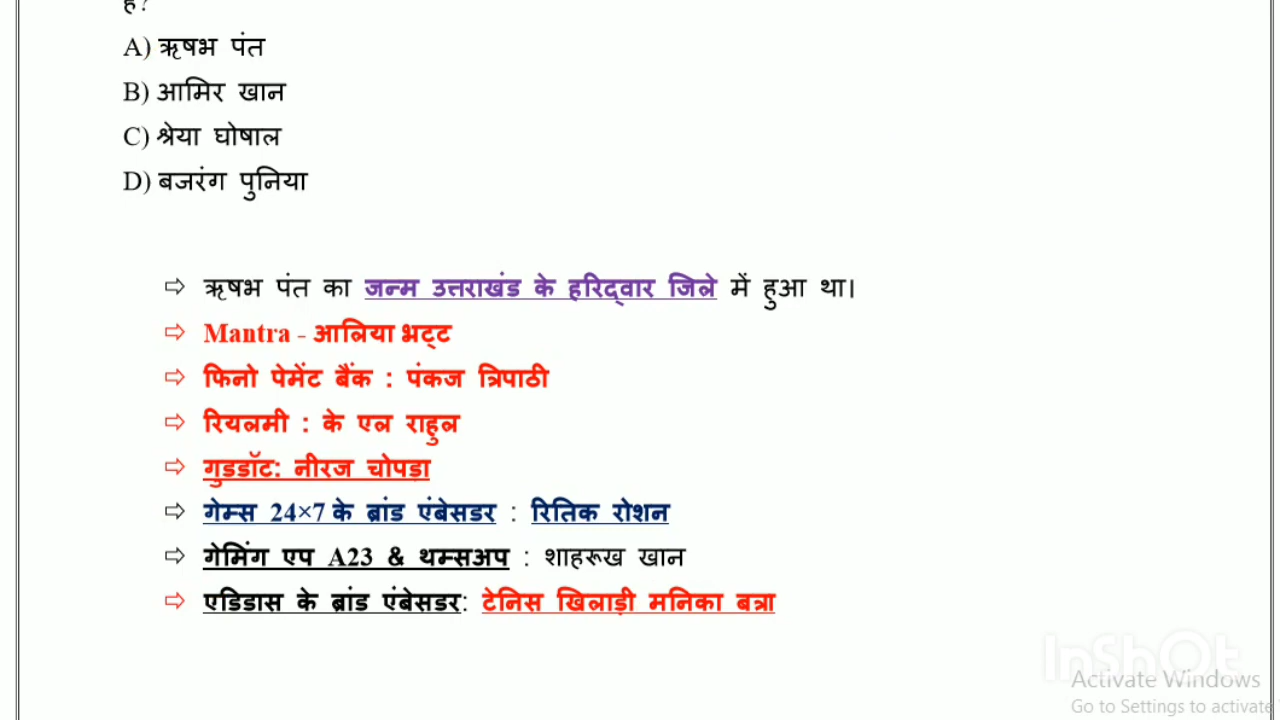 है?
A) ऋषभ पंत
B) आमिर खान
C) श्रेया घोषाल
D) बजरंग पुनिया
⇨ ऋषभ पंत का जन्म उत्तराखंड के हरिद्वार जिले में हुआ था।
⇨ Mantra - आलिया भट्ट
⇨ फिनो पेमेंट बैंक : पंकज त्रिपाठी
⇨ रियलमी : के एल राहुल
⇨ गुडडॉट: नीरज चोपड़ा
⇨ गेम्स 24×7 के ब्रांड एंबेसडर : रितिक रोशन
⇨ गेमिंग एप A23 & थम्सअप : शाहरूख खान
⇨ एडिडास के ब्रांड एंबेसडर: टेनिस खिलाड़ी मनिका बत्रा
InShOt
Activate Windows
Go to Settings to activate